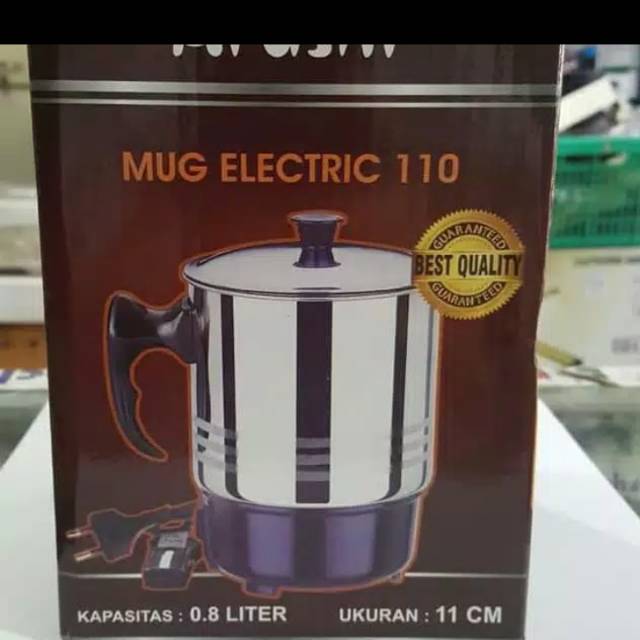 MUG ELECTRIC 110
GUARANTEED
BEST QUALITY
GUARANTEED
KAPASITAS : 0.8 LITER
UKURAN : 11 CM